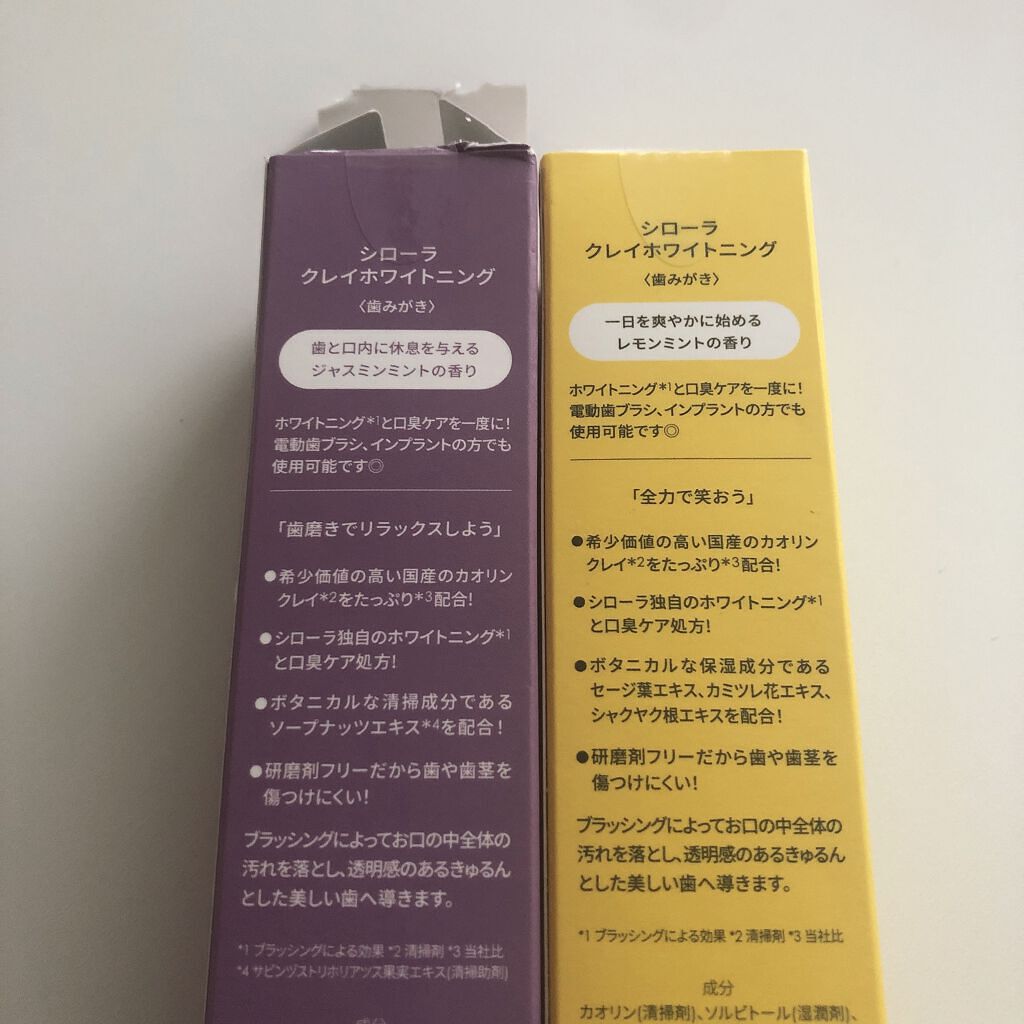 シローラ
クレイホワイトニング
〈歯みがき〉
歯と口内に休息を与える
ジャスミンミントの香り
ホワイトニング*1と口臭ケアを一度に!
電動歯ブラシ、インプラントの方でも
使用可能です◎
「歯磨きでリラックスしよう」
●希少価値の高い国産のカオリン
クレイ*2をたっぷり*3配合!
●シローラ独自のホワイトニング*1
と口臭ケア処方!
●ボタニカルな清掃成分である
ソープナッツエキス*4を配合!
●研磨剤フリーだから歯や歯茎を
傷つけにくい!
ブラッシングによってお口の中全体の
汚れを落とし、透明感のあるきゅるん
とした美しい歯へ導きます。
*1 ブラッシングによる効果 *2 清掃剤 *3 当社比
*4 サピンヅストリホリアツス果実エキス(清掃助剤)
成分
シローラ
クレイホワイトニング
〈歯みがき〉
一日を爽やかに始める
レモンミントの香り
ホワイトニング*1と口臭ケアを一度に!
電動歯ブラシ、インプラントの方でも
使用可能です◎
「全力で笑おう」
●希少価値の高い国産のカオリン
クレイ*2をたっぷり*3配合!
●シローラ独自のホワイトニング*1
と口臭ケア処方!
●ボタニカルな保湿成分である
セージ葉エキス、カミツレ花エキス、
シャクヤク根エキスを配合!
●研磨剤フリーだから歯や歯茎を
傷つけにくい!
ブラッシングによってお口の中全体の
汚れを落とし、透明感のあるきゅるん
とした美しい歯へ導きます。
*1 ブラッシングによる効果 *2 清掃剤 *3 当社比
成分
カオリン(清掃剤)、ソルビトール(湿潤剤)、